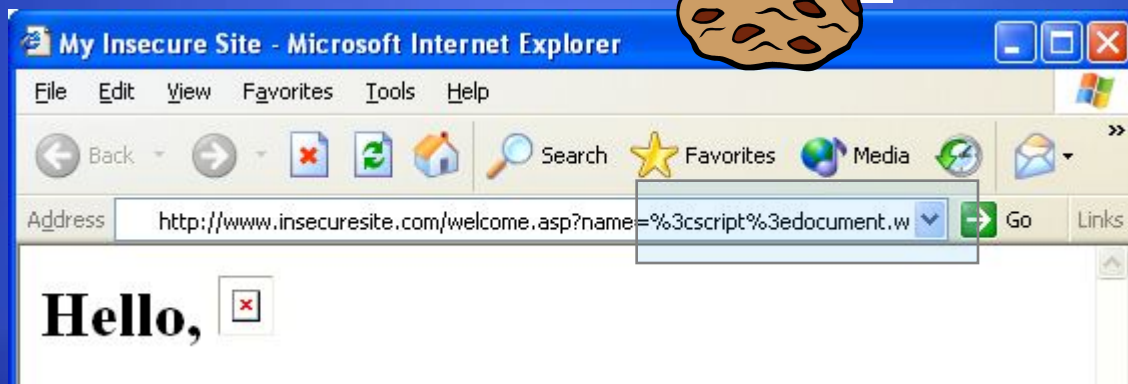 My Insecure Site - Microsoft Internet Explorer
File Edit View Favorites Tools Help
Back Search Favorites Media »
Address http://www.insecuresite.com/welcome.asp?name=%3cscript%3edocument.w Go Links
Hello,